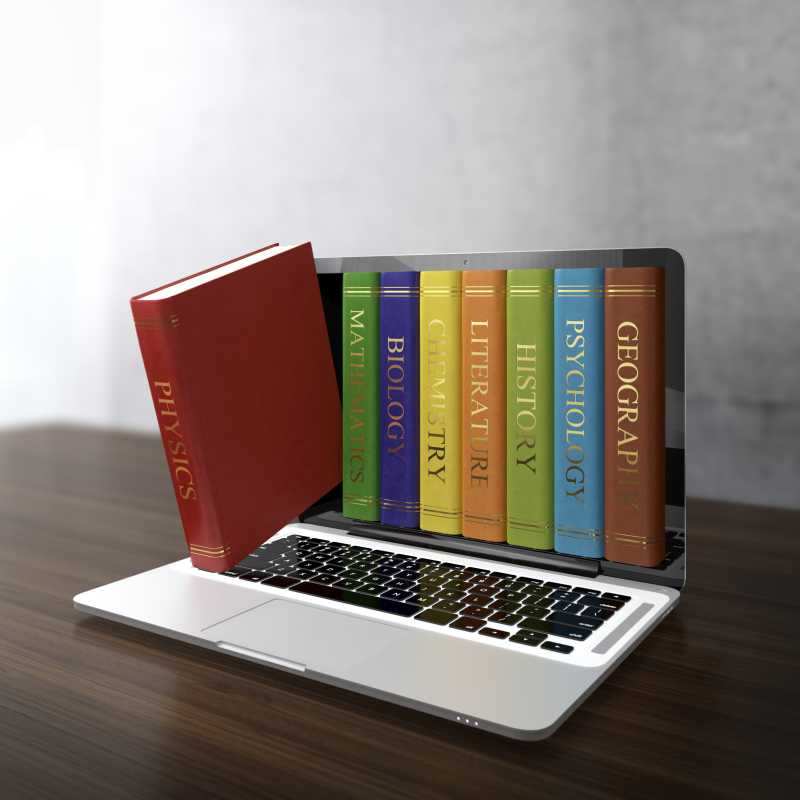 PHYSICS
MATHEMATICS
BIOLOGY
CHEMISTRY
LITERATURE
HISTORY
PSYCHOLOGY
GEOGRAPHY